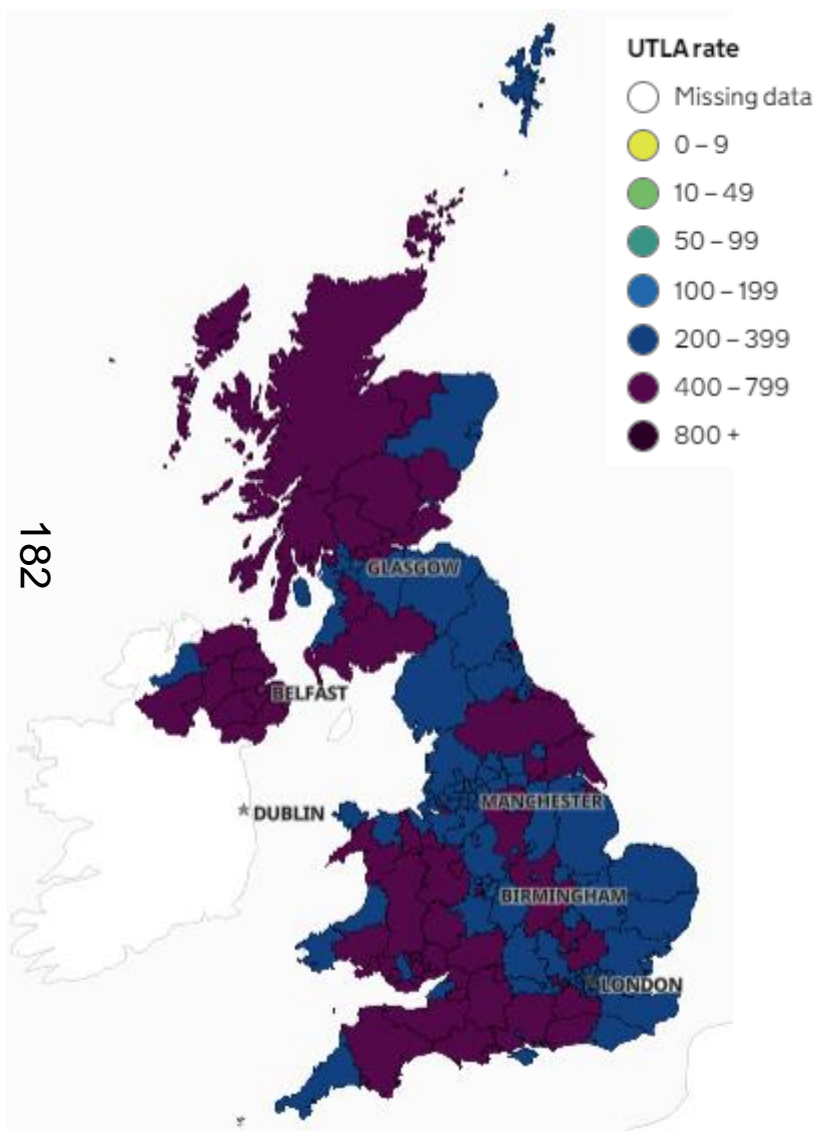 UTLA rate
Missing data
0 – 9
10 – 49
50 – 99
100 – 199
200 – 399
400 – 799
800 +
182
GLASGOW
BELFAST
MANCHESTER
* DUBLIN
BIRMINGHAM
LONDON